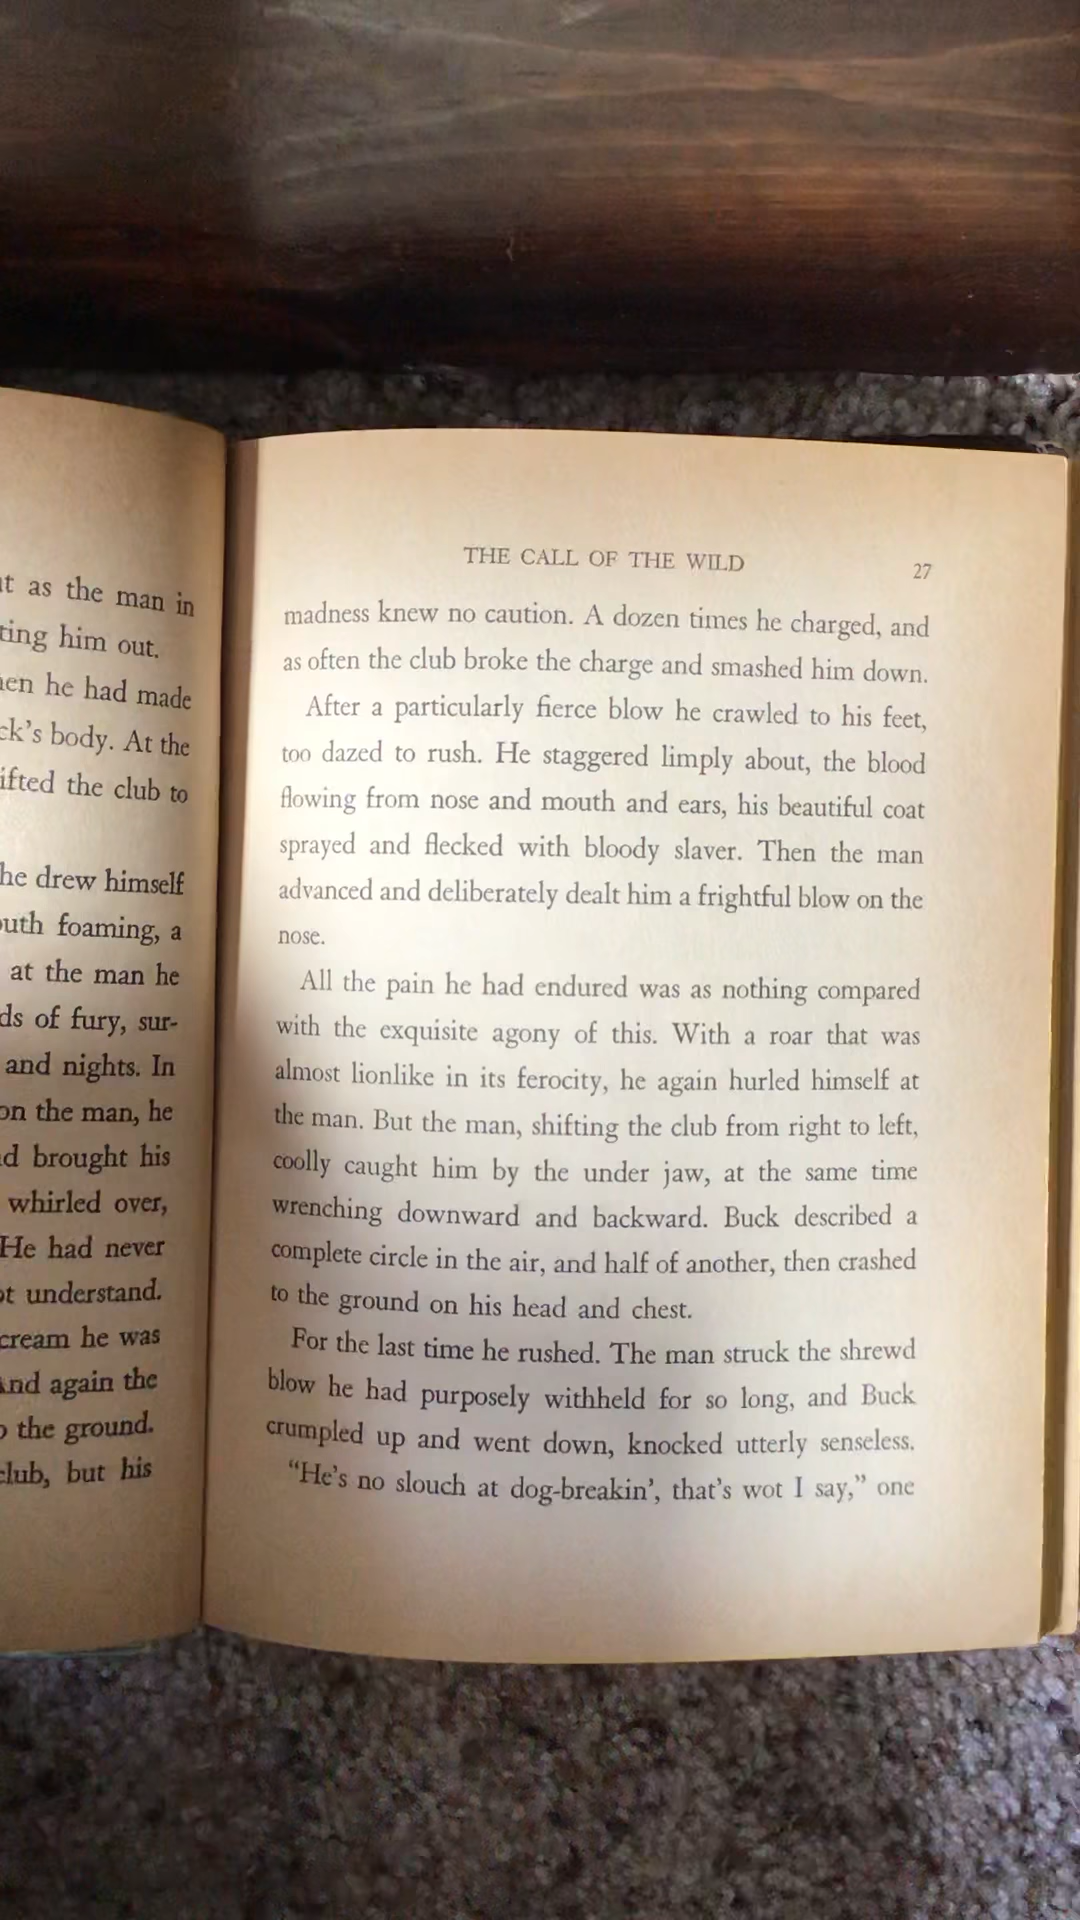 as the man in
him out.
he had made
body. At the
the club to
he drew himself
foaming, a
at the man he
of fury, sur-
and nights. In
the man, he
brought his
whirled over,
He had never
understand.
he was
again the
the ground.
but his
THE CALL OF THE WILD 27
madness knew no caution. A dozen times he charged, and
as often the club broke the charge and smashed him down.
After a particularly fierce blow he crawled to his feet,
too dazed to rush. He staggered limply about, the blood
flowing from nose and mouth and ears, his beautiful coat
sprayed and flecked with bloody slaver. Then the man
advanced and deliberately dealt him a frightful blow on the
nose.
All the pain he had endured was as nothing compared
with the exquisite agony of this. With a roar that was
almost lionlike in its ferocity, he again hurled himself at
the man. But the man, shifting the club from right to left,
coolly caught him by the under jaw, at the same time
wrenching downward and backward. Buck described a
complete circle in the air, and half of another, then crashed
to the ground on his head and chest.
For the last time he rushed. The man struck the shrewd
blow he had purposely withheld for so long, and Buck
crumpled up and went down, knocked utterly senseless.
“He's no slouch at dog-breakin', that's wot I say,” one